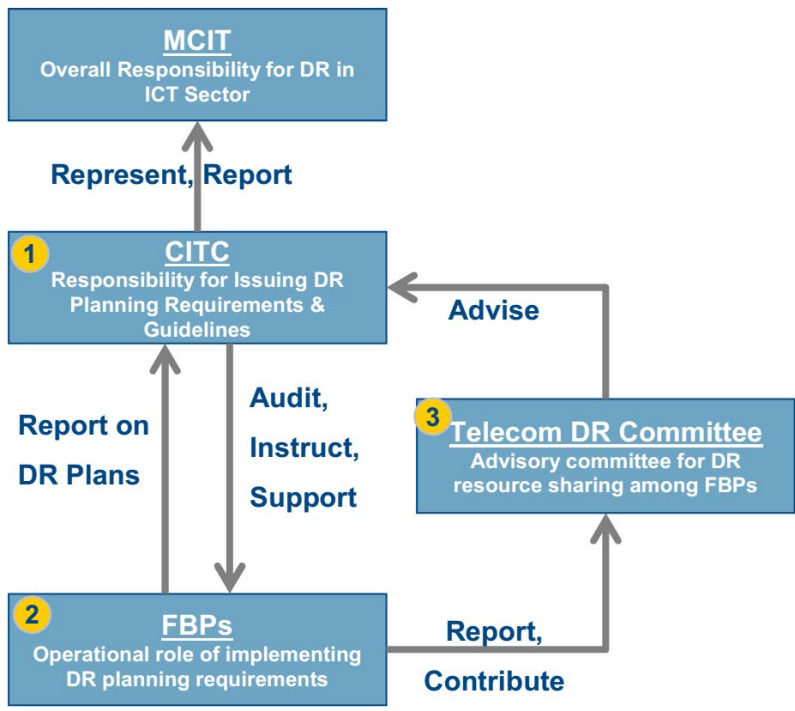 MCIT
Overall Responsibility for DR in
ICT Sector
Represent, Report
1
CITC
Responsibility for Issuing DR
Planning Requirements &
Guidelines
Advise
Report on
DR Plans
Audit,
Instruct,
Support
3
Telecom DR Committee
Advisory committee for DR
resource sharing among FBPs
2
FBPs
Operational role of implementing
DR planning requirements
Report,
Contribute